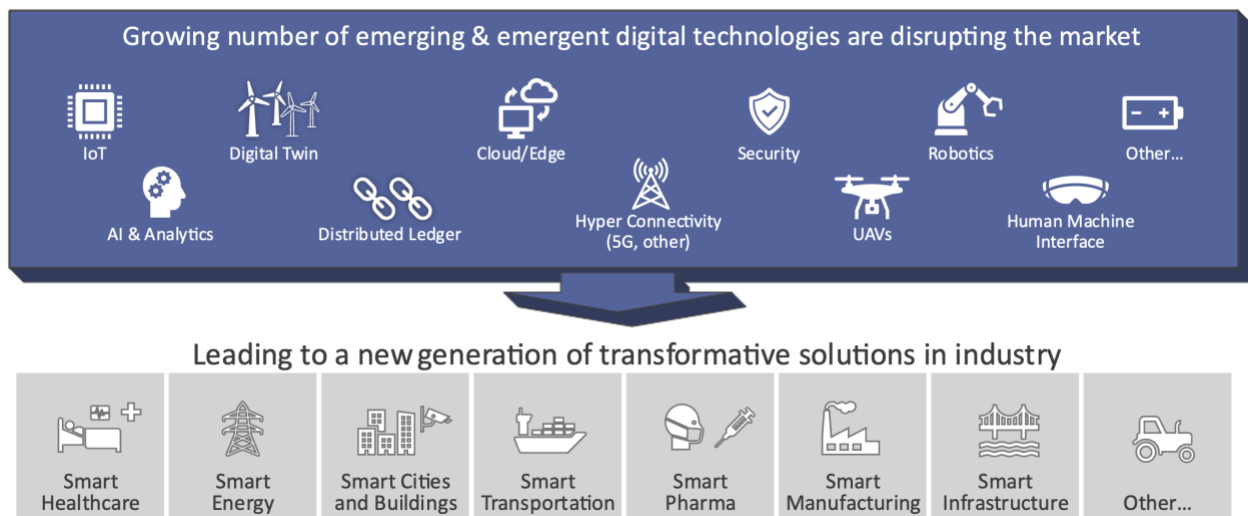 Growing number of emerging & emergent digital technologies are disrupting the market
IoT
Digital Twin
Cloud/Edge
Security
Robotics
Other...
AI & Analytics
Distributed Ledger
Hyper Connectivity
(5G, other)
UAVs
Human Machine
Interface
Leading to a new generation of transformative solutions in industry
Smart
Healthcare
Smart
Energy
Smart Cities
and Buildings
Smart
Transportation
Smart
Pharma
Smart
Manufacturing
Smart
Infrastructure
Other...